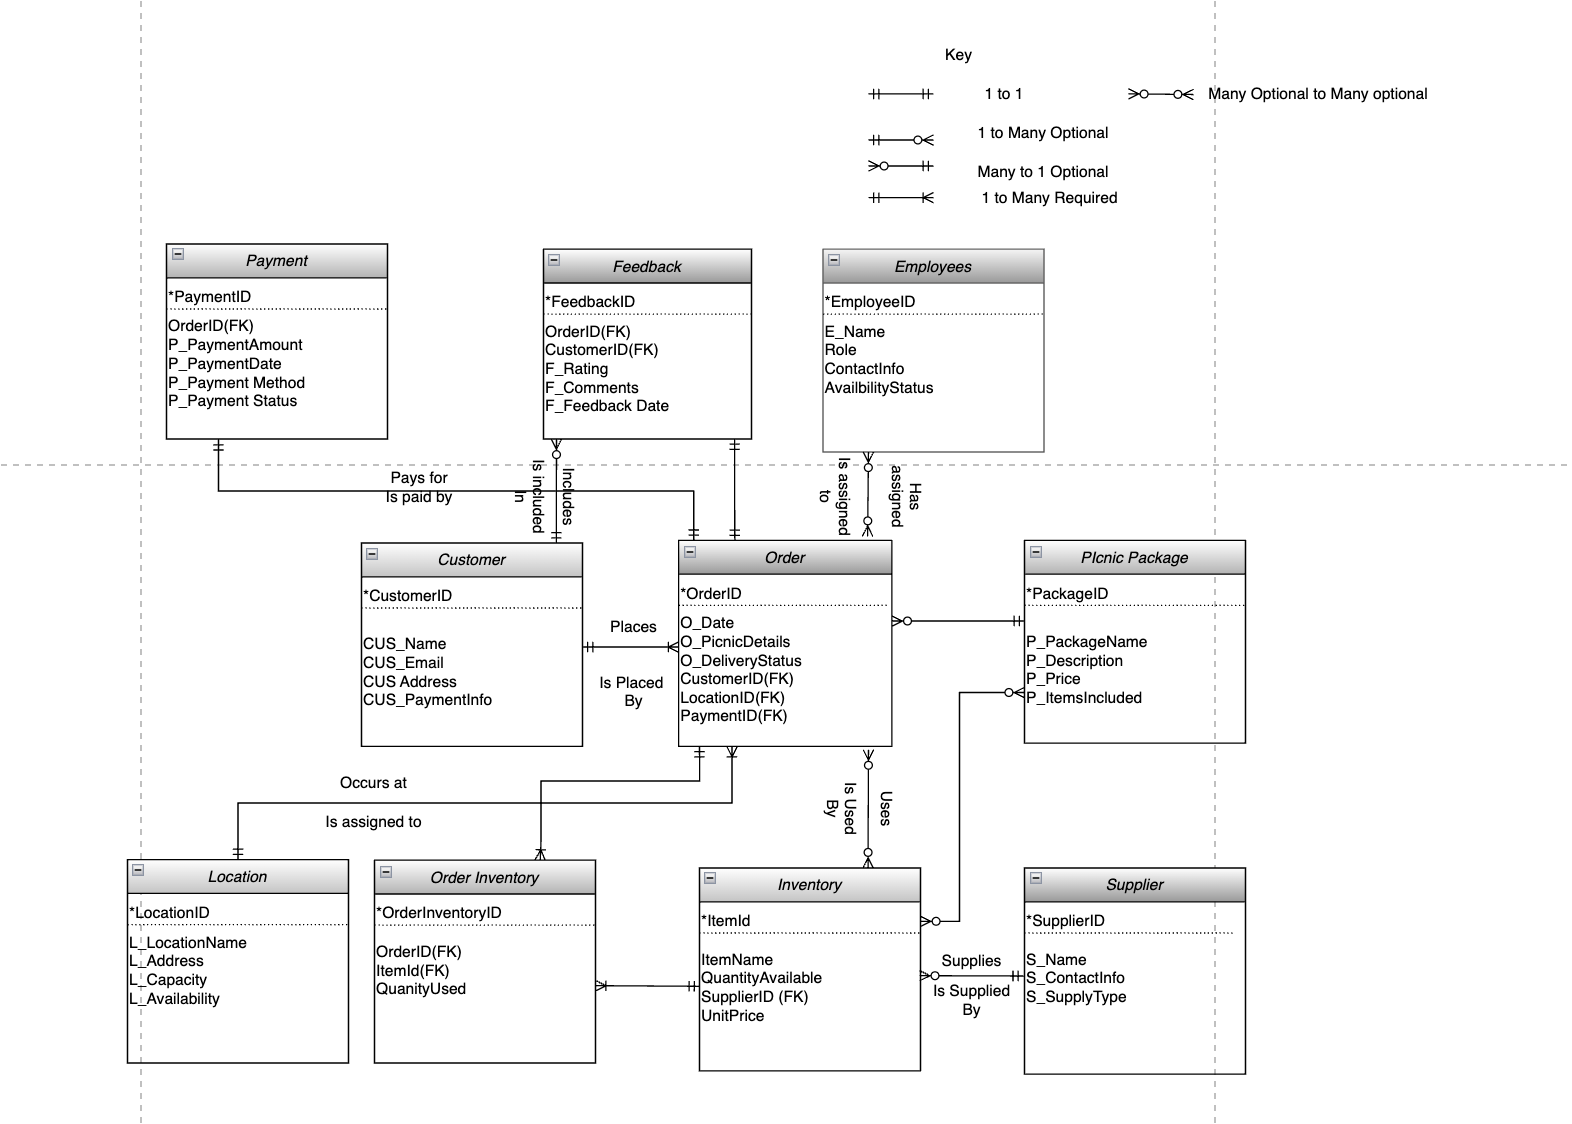 Key
1 to 1
Many Optional to Many optional
1 to Many Optional
Many to 1 Optional
1 to Many Required
Payment
*PaymentID
OrderID(FK)
P_PaymentAmount
P_PaymentDate
P_Payment Method
P_Payment Status
Feedback
*FeedbackID
OrderID(FK)
CustomerID(FK)
F_Rating
F_Comments
F_Feedback Date
Employees
*EmployeeID
E_Name
Role
ContactInfo
AvailbilityStatus
Pays for
Is paid by
Includes
Is included
In
Has
assigned
Is assigned
to
Customer
*CustomerID
CUS_Name
CUS_Email
CUS Address
CUS_PaymentInfo
Places
Is Placed
By
Order
*OrderID
O_Date
O_PicnicDetails
O_DeliveryStatus
CustomerID(FK)
LocationID(FK)
PaymentID(FK)
PIcnic Package
*PackageID
P_PackageName
P_Description
P_Price
P_ItemsIncluded
Occurs at
Is assigned to
Uses
Is Used
By
Location
*LocationID
L_LocationName
L_Address
L_Capacity
L_Availability
Order Inventory
*OrderInventoryID
OrderID(FK)
ItemId(FK)
QuanityUsed
Inventory
*ItemId
ItemName
QuantityAvailable
SupplierID (FK)
UnitPrice
Supplies
Is Supplied
By
Supplier
*SupplierID
S_Name
S_ContactInfo
S_SupplyType